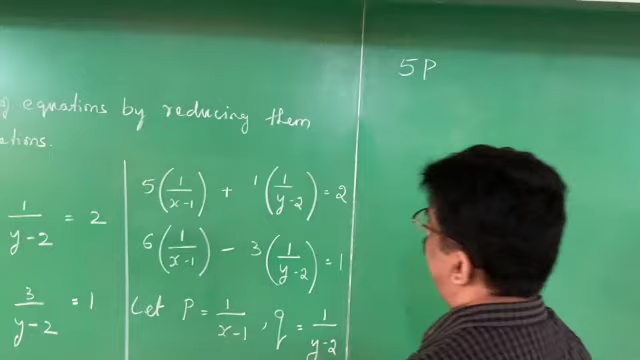 equations by reducing them
1/(y-2) = 2
3/(y-2) = 1
5(1/(x-1)) + 1(1/(y-2)) = 2
6(1/(x-1)) - 3(1/(y-2)) = 1
Let P = 1/(x-1), q = 1/(y-2)
5P